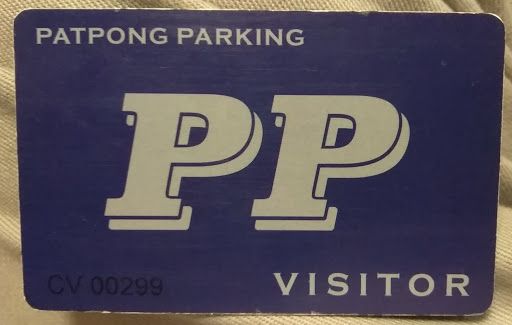 PATPONG PARKING
PP
CV 00299
VISITOR